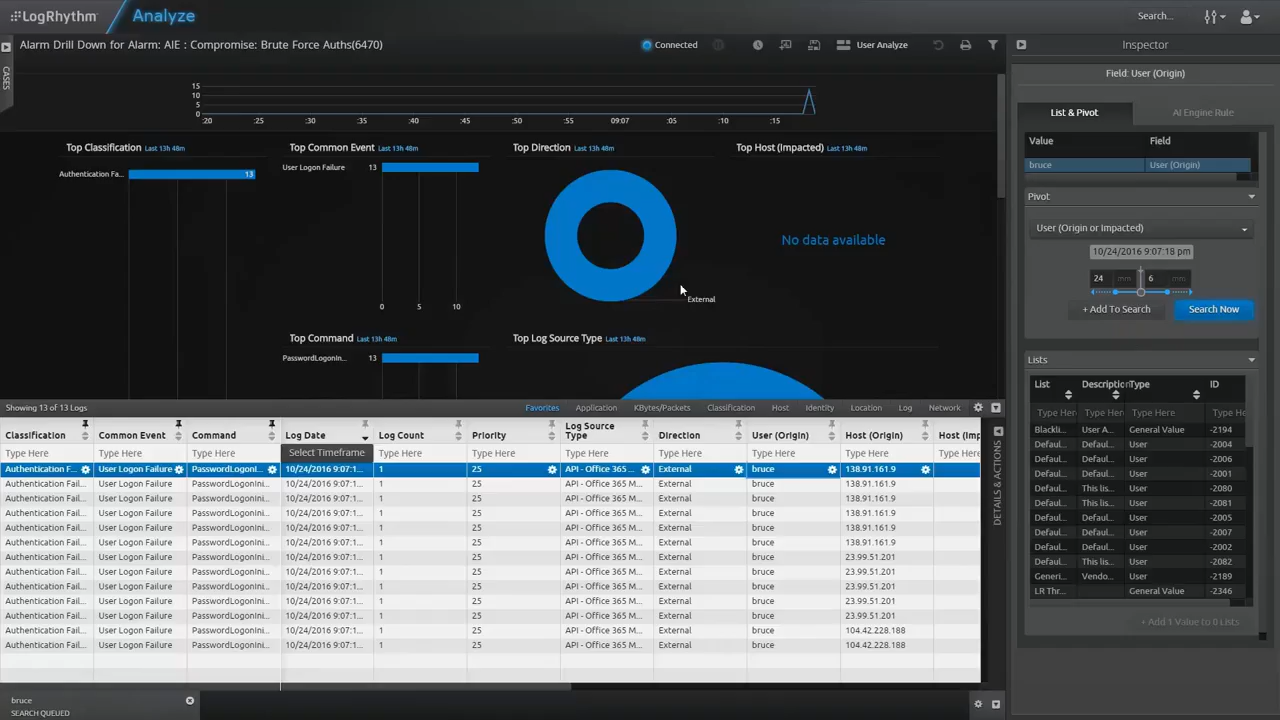 LogRhythm Analyze Search...
Alarm Drill Down for Alarm: AIE : Compromise: Brute Force Auths(6470) Connected User Analyze Inspector
CASES
Field: User (Origin)
15
10
5
0
:20 :25 :30 :35 :40 :45 :50 :55 09:07 :05 :10 :15
List & Pivot AI Engine Rule
Value Field
bruce User (Origin)
Pivot
User (Origin or Impacted)
10/24/2016 9:07:18 pm
24 mm 6 mm
+ Add To Search Search Now
Lists
List Description Type ID
Type Her Type Here Type Here Type H
Blackli... User A... General Value -2194
Defaul... Defaul... User -2004
Defaul... Defaul... User -2006
Defaul... Defaul... User -2001
Defaul... This lis... User -2080
Defaul... This lis... User -2081
Defaul... Defaul... User -2005
Defaul... Defaul... User -2007
Defaul... Defaul... User -2002
Defaul... This lis... User -2082
Generi... Vendo... User -2189
LR Thr... General Value -2346
+ Add 1 Value to 0 Lists
Top Classification Last 13h 48m
Authentication Fa... 13
Top Common Event Last 13h 48m
User Logon Failure 13
0 5 10
Top Direction Last 13h 48m
External
Top Host (Impacted) Last 13h 48m
No data available
Top Command Last 13h 48m
PasswordLogonIn... 13
Top Log Source Type Last 13h 48m
Showing 13 of 13 Logs Favorites Application KBytes/Packets Classification Host Identity Location Log Network
Classification Common Event Command Log Date Log Count Priority Log Source Type Direction User (Origin) Host (Origin) Host (Imp
Type Here Type Here Type Here Select Timeframe Type Here Type Here Type Here Type Here Type Here Type Here Type Here
Authentication F... User Logon Failure PasswordLogonI... 10/24/2016 9:07:1... 1 25 API - Office 365 ... External bruce 138.91.161.9
Authentication Fail... User Logon Failure PasswordLogonIni... 10/24/2016 9:07:1... 1 25 API - Office 365 M... External bruce 138.91.161.9
Authentication Fail... User Logon Failure PasswordLogonIni... 10/24/2016 9:07:1... 1 25 API - Office 365 M... External bruce 138.91.161.9
Authentication Fail... User Logon Failure PasswordLogonIni... 10/24/2016 9:07:1... 1 25 API - Office 365 M... External bruce 138.91.161.9
Authentication Fail... User Logon Failure PasswordLogonIni... 10/24/2016 9:07:1... 1 25 API - Office 365 M... External bruce 138.91.161.9
Authentication Fail... User Logon Failure PasswordLogonIni... 10/24/2016 9:07:1... 1 25 API - Office 365 M... External bruce 138.91.161.9
Authentication Fail... User Logon Failure PasswordLogonIni... 10/24/2016 9:07:1... 1 25 API - Office 365 M... External bruce 23.99.51.201
Authentication Fail... User Logon Failure PasswordLogonIni... 10/24/2016 9:07:1... 1 25 API - Office 365 M... External bruce 23.99.51.201
Authentication Fail... User Logon Failure PasswordLogonIni... 10/24/2016 9:07:1... 1 25 API - Office 365 M... External bruce 23.99.51.201
Authentication Fail... User Logon Failure PasswordLogonIni... 10/24/2016 9:07:1... 1 25 API - Office 365 M... External bruce 23.99.51.201
Authentication Fail... User Logon Failure PasswordLogonIni... 10/24/2016 9:07:1... 1 25 API - Office 365 M... External bruce 23.99.51.201
Authentication Fail... User Logon Failure PasswordLogonIni... 10/24/2016 9:07:1... 1 25 API - Office 365 M... External bruce 104.42.228.188
Authentication Fail... User Logon Failure PasswordLogonIni... 10/24/2016 9:07:1... 1 25 API - Office 365 M... External bruce 104.42.228.188
DETAILS & ACTIONS
bruce
SEARCH QUEUED